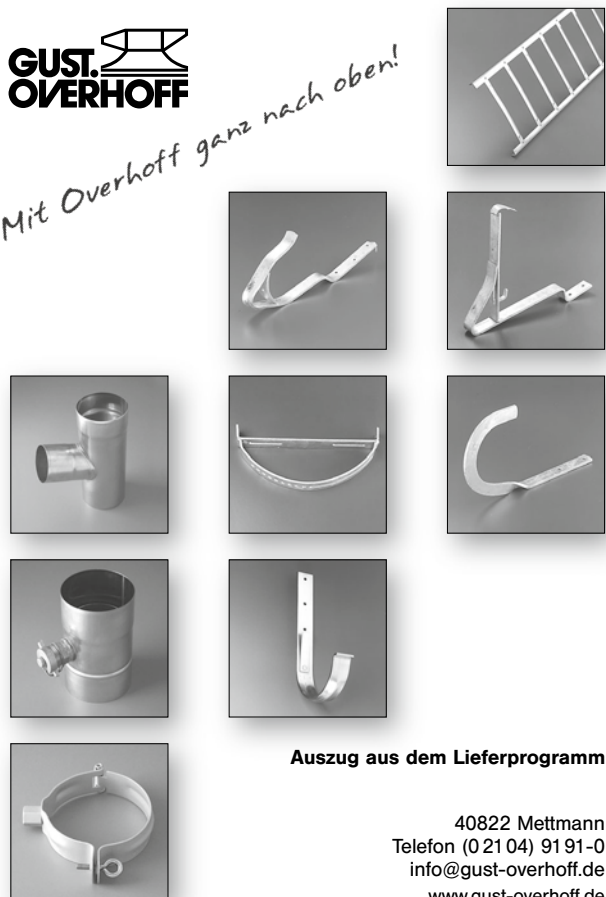 GUST.
OVERHOFF
Mit Overhoff ganz nach oben!
Auszug aus dem Lieferprogramm
40822 Mettmann
Telefon (0 21 04) 91 91-0
info@gust-overhoff.de
www.gust-overhoff.de